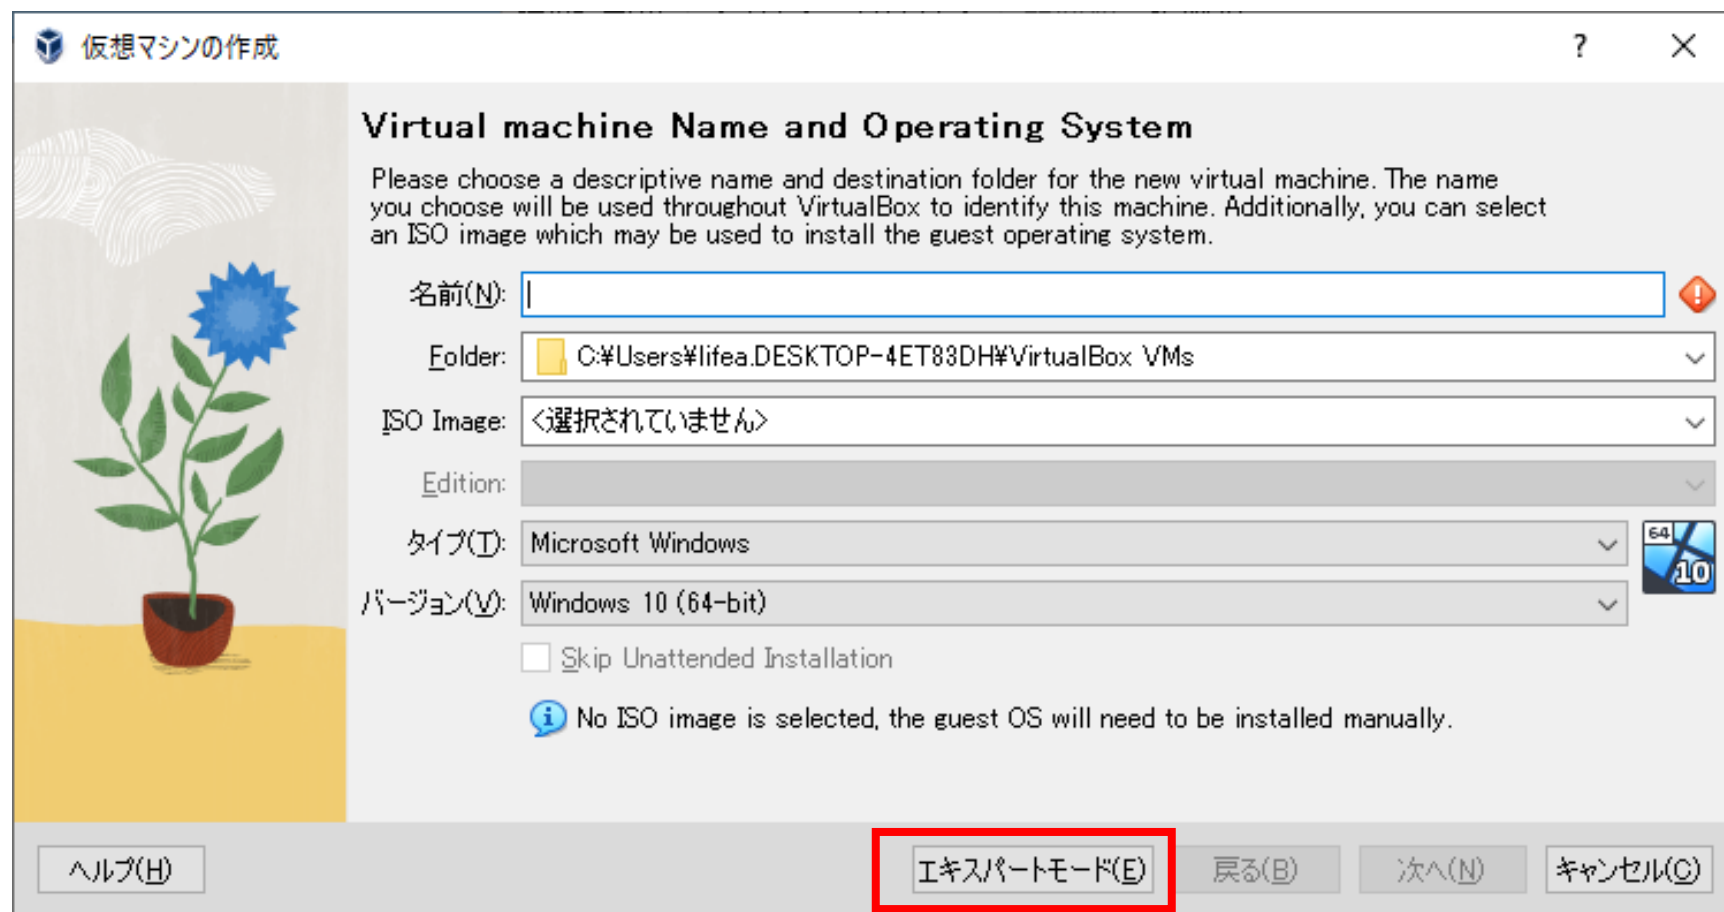 仮想マシンの作成
?
Virtual machine Name and Operating System
Please choose a descriptive name and destination folder for the new virtual machine. The name
you choose will be used throughout VirtualBox to identify this machine. Additionally, you can select
an ISO image which may be used to install the guest operating system.
名前(N):
Folder: C:¥Users¥lifea.DESKTOP-4ET83DH¥VirtualBox VMs
ISO Image: <選択されていません>
Edition:
タイプ(T): Microsoft Windows
64
10
バージョン(V): Windows 10 (64-bit)
Skip Unattended Installation
No ISO image is selected, the guest OS will need to be installed manually.
ヘルプ(H) エキスパートモード(E) 戻る(B) 次へ(N) キャンセル(C)